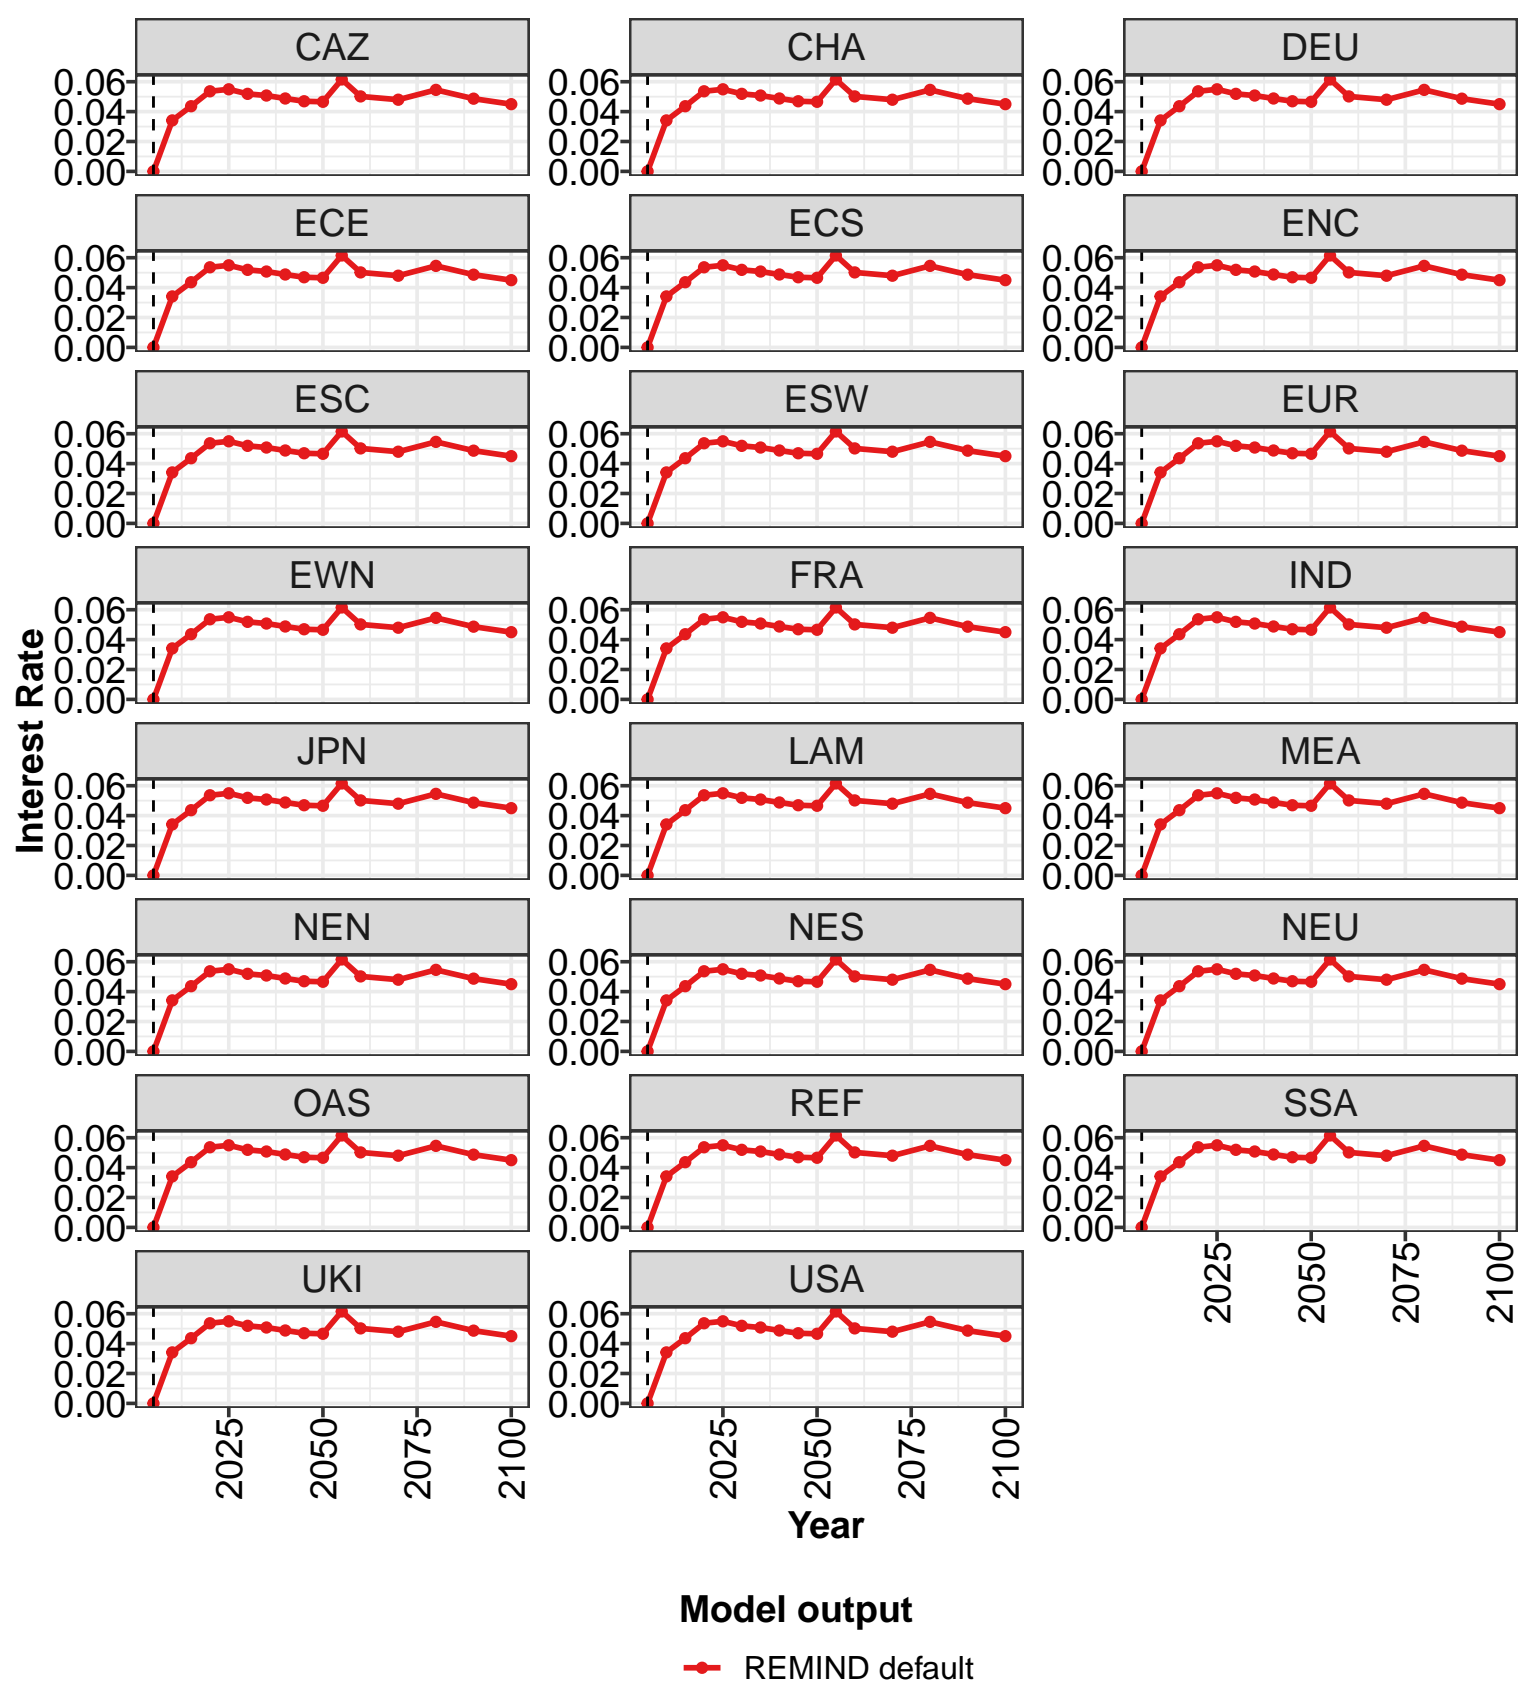 CAZ CHA DEU
0.06 0.06 0.06
0.04 0.04 0.04
0.02 0.02 0.02
0.00 0.00 0.00
ECE ECS ENC
0.06 0.06 0.06
0.04 0.04 0.04
0.02 0.02 0.02
0.00 0.00 0.00
ESC ESW EUR
0.06 0.06 0.06
0.04 0.04 0.04
0.02 0.02 0.02
0.00 0.00 0.00
EWN FRA IND
0.06 0.06 0.06
0.04 0.04 0.04
0.02 0.02 0.02
0.00 0.00 0.00
Interest Rate
JPN LAM MEA
0.06 0.06 0.06
0.04 0.04 0.04
0.02 0.02 0.02
0.00 0.00 0.00
NEN NES NEU
0.06 0.06 0.06
0.04 0.04 0.04
0.02 0.02 0.02
0.00 0.00 0.00
OAS REF SSA
0.06 0.06 0.06
0.04 0.04 0.04
0.02 0.02 0.02
0.00 0.00 0.00
2025 2050 2075 2100
UKI USA
0.06 0.06
0.04 0.04
0.02 0.02
0.00 0.00
2025 2050 2075 2100 2025 2050 2075 2100
Year
Model output
REMIND default